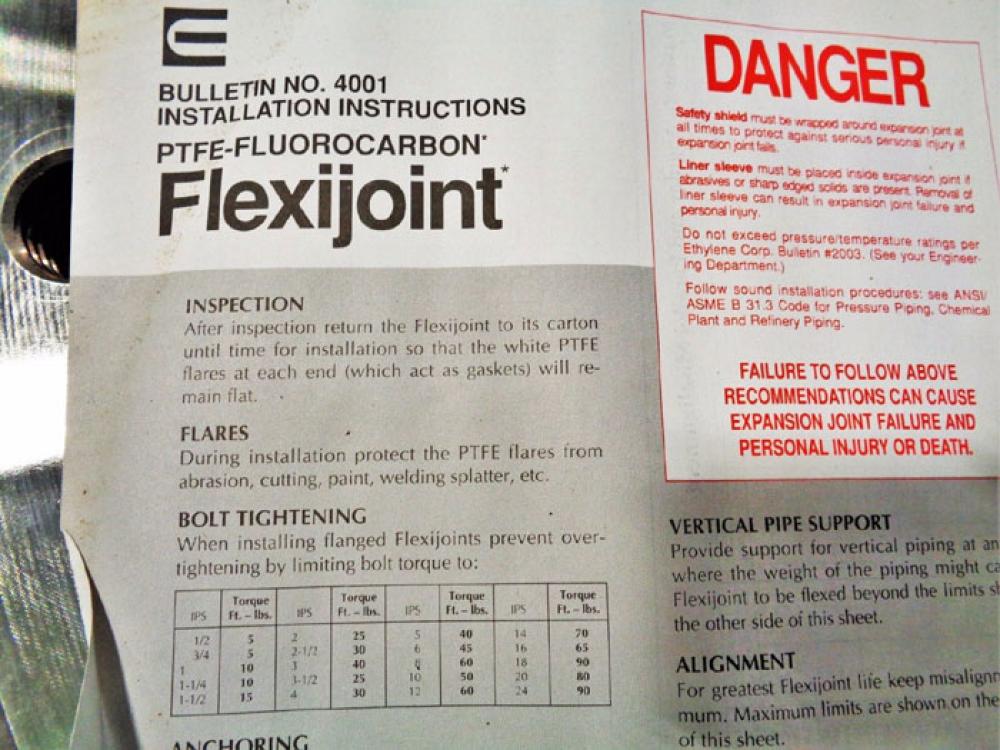 BULLETIN NO. 4001
INSTALLATION INSTRUCTIONS
PTFE-FLUOROCARBON*
Flexijoint*
INSPECTION
After inspection return the Flexijoint to its carton
until time for installation so that the white PTFE
flares at each end (which act as gaskets) will re-
main flat.
FLARES
During installation protect the PTFE flares from
abrasion, cutting, paint, welding splatter, etc.
BOLT TIGHTENING
When installing flanged Flexijoints prevent over-
tightening by limiting bolt torque to:
IPS Torque Ft. – lbs. IPS Torque Ft. – lbs. IPS Torque Ft. – lbs. IPS Torque Ft. – lbs.
1/2 5 2 25 5 40 14 70
3/4 5 2-1/2 30 6 45 16 65
1 10 3 40 8 60 18 90
1-1/4 10 3-1/2 25 10 50 20 80
1-1/2 15 4 30 12 60 24 90
ANCHORING
DANGER
Safety shield must be wrapped around expansion joint at
all times to protect against serious personal injury if
expansion joint fails.
Liner sleeve must be placed inside expansion joint if
abrasives or sharp edged solids are present. Removal of
liner sleeve can result in expansion joint failure and
personal injury.
Do not exceed pressure/temperature ratings per
Ethylene Corp. Bulletin #2003. (See your Engineer-
ing Department.)
Follow sound installation procedures: see ANSI/
ASME B 31.3 Code for Pressure Piping, Chemical
Plant and Refinery Piping.
FAILURE TO FOLLOW ABOVE
RECOMMENDATIONS CAN CAUSE
EXPANSION JOINT FAILURE AND
PERSONAL INJURY OR DEATH.
VERTICAL PIPE SUPPORT
Provide support for vertical piping at an
where the weight of the piping might ca
Flexijoint to be flexed beyond the limits s
the other side of this sheet.
ALIGNMENT
For greatest Flexijoint life keep misalignm
mum. Maximum limits are shown on the
of this sheet.